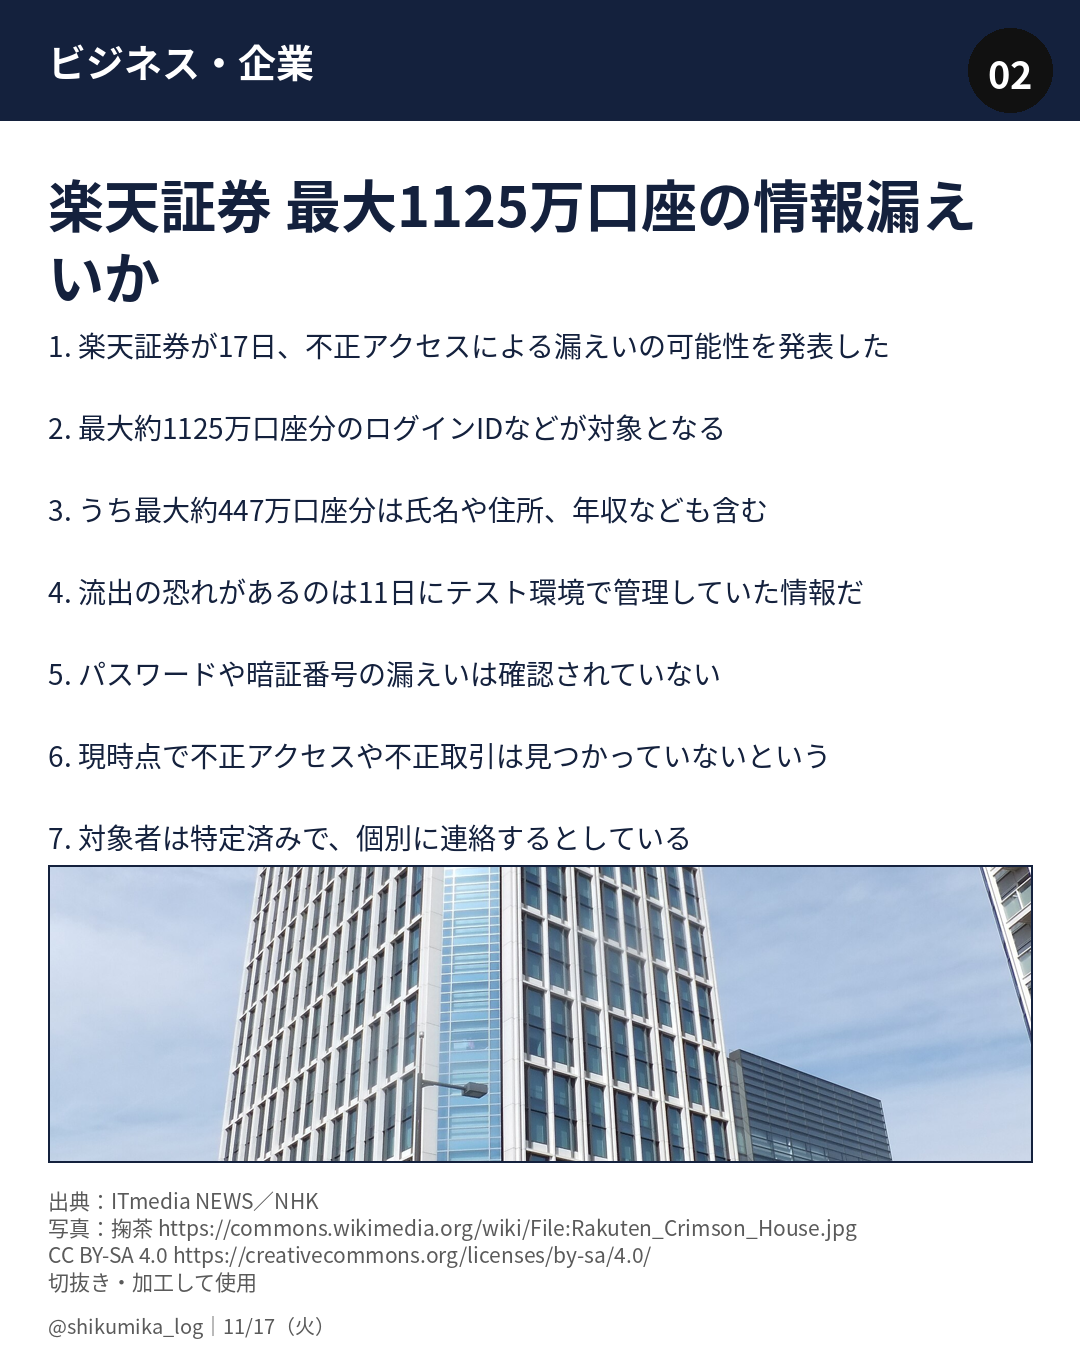 ビジネス・企業
02
楽天証券 最大1125万口座の情報漏え
いか
1. 楽天証券が17日、不正アクセスによる漏えいの可能性を発表した
2. 最大約1125万口座分のログインIDなどが対象となる
3. うち最大約447万口座分は氏名や住所、年収なども含む
4. 流出の恐れがあるのは11日にテスト環境で管理していた情報だ
5. パスワードや暗証番号の漏えいは確認されていない
6. 現時点で不正アクセスや不正取引は見つかっていないという
7. 対象者は特定済みで、個別に連絡するとしている
出典：ITmedia NEWS／NHK
写真：掬茶 https://commons.wikimedia.org/wiki/File:Rakuten_Crimson_House.jpg
CC BY-SA 4.0 https://creativecommons.org/licenses/by-sa/4.0/
切抜き・加工して使用
@shikumika_log｜11/17（火）